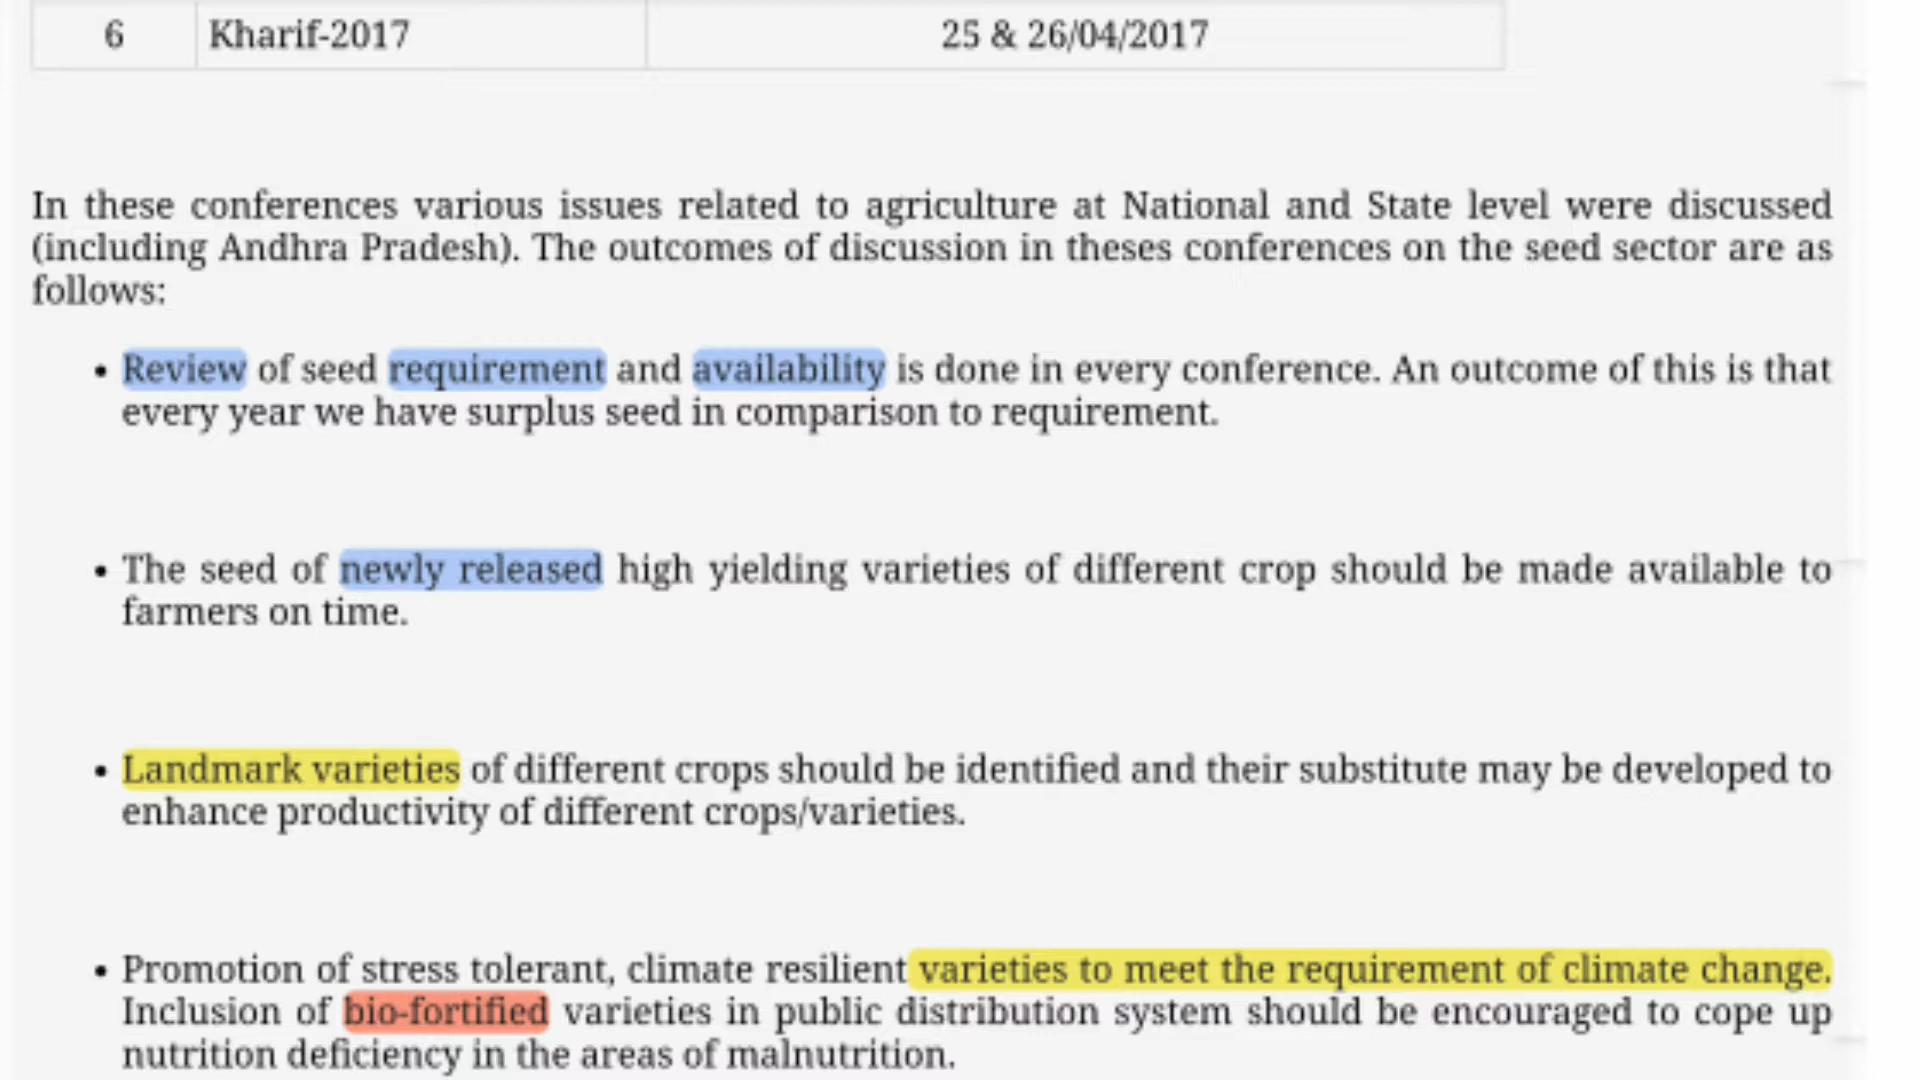 6 Kharif-2017 25 & 26/04/2017
In these conferences various issues related to agriculture at National and State level were discussed
(including Andhra Pradesh). The outcomes of discussion in theses conferences on the seed sector are as
follows:
• Review of seed requirement and availability is done in every conference. An outcome of this is that
every year we have surplus seed in comparison to requirement.
• The seed of newly released high yielding varieties of different crop should be made available to
farmers on time.
• Landmark varieties of different crops should be identified and their substitute may be developed to
enhance productivity of different crops/varieties.
• Promotion of stress tolerant, climate resilient varieties to meet the requirement of climate change.
Inclusion of bio-fortified varieties in public distribution system should be encouraged to cope up
nutrition deficiency in the areas of malnutrition.